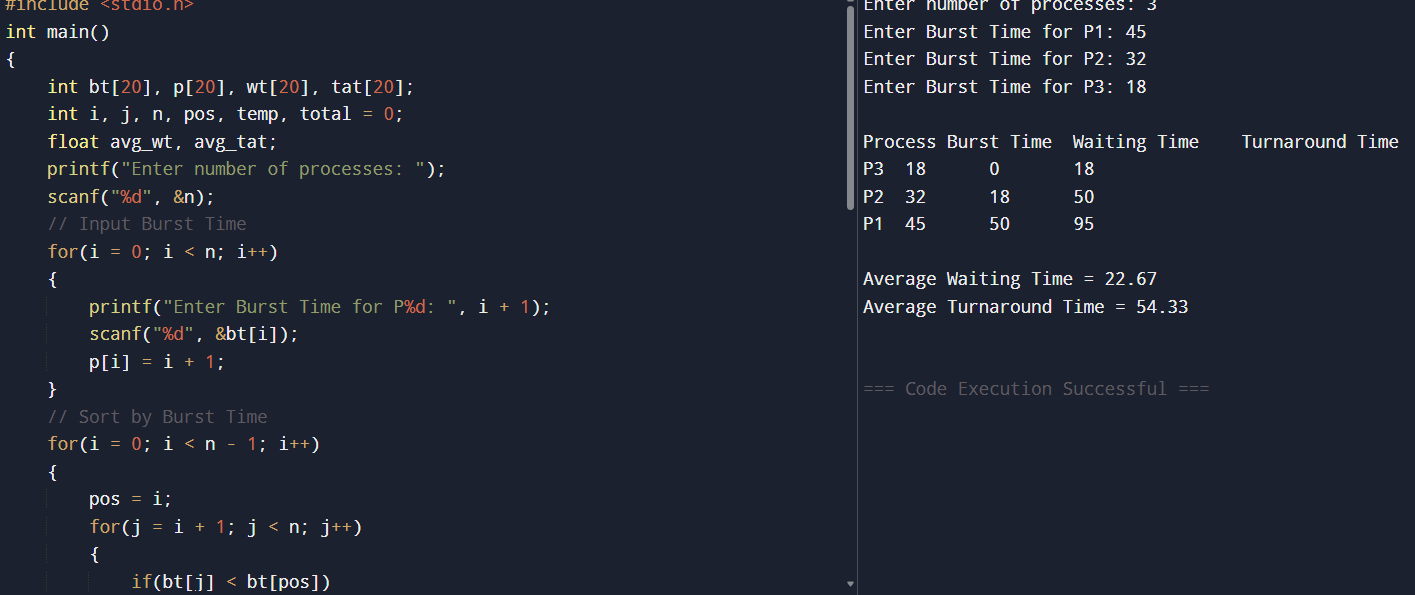 #include <stdio.h>
int main()
{
    int bt[20], p[20], wt[20], tat[20];
    int i, j, n, pos, temp, total = 0;
    float avg_wt, avg_tat;
    printf("Enter number of processes: ");
    scanf("%d", &n);
    // Input Burst Time
    for(i = 0; i < n; i++)
    {
        printf("Enter Burst Time for P%d: ", i + 1);
        scanf("%d", &bt[i]);
        p[i] = i + 1;
    }
    // Sort by Burst Time
    for(i = 0; i < n - 1; i++)
    {
        pos = i;
        for(j = i + 1; j < n; j++)
        {
            if(bt[j] < bt[pos])
Enter number of processes: 3
Enter Burst Time for P1: 45
Enter Burst Time for P2: 32
Enter Burst Time for P3: 18
Process Burst Time  Waiting Time    Turnaround Time
P3  18      0       18
P2  32      18      50
P1  45      50      95
Average Waiting Time = 22.67
Average Turnaround Time = 54.33
=== Code Execution Successful ===